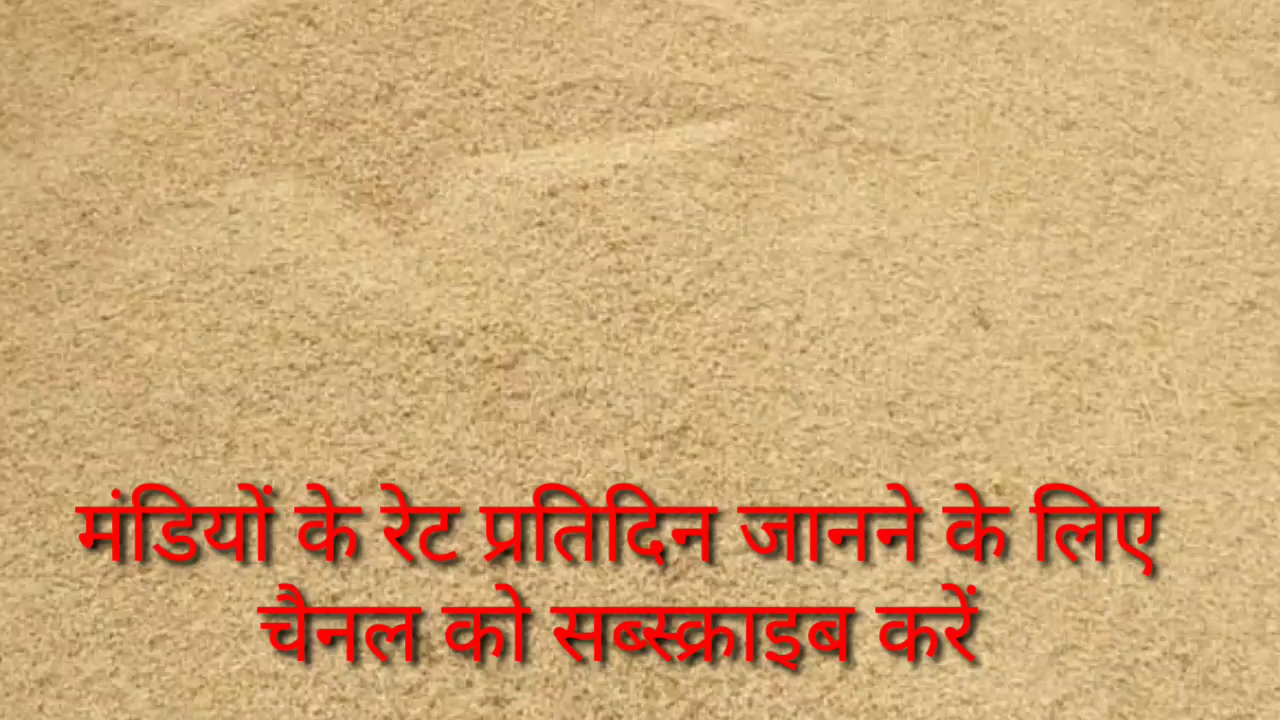 मंडियों के रेट प्रतिदिन जानने के लिए
चैनल को सब्स्क्राइब करें